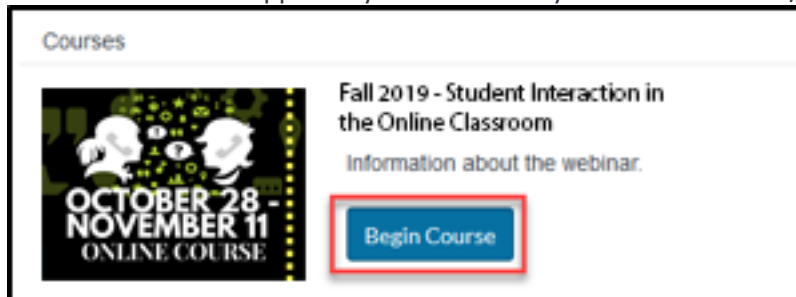 Courses
Fall 2019 - Student Interaction in
the Online Classroom
Information about the webinar.
OCTOBER 28 -
NOVEMBER 11
ONLINE COURSE
Begin Course